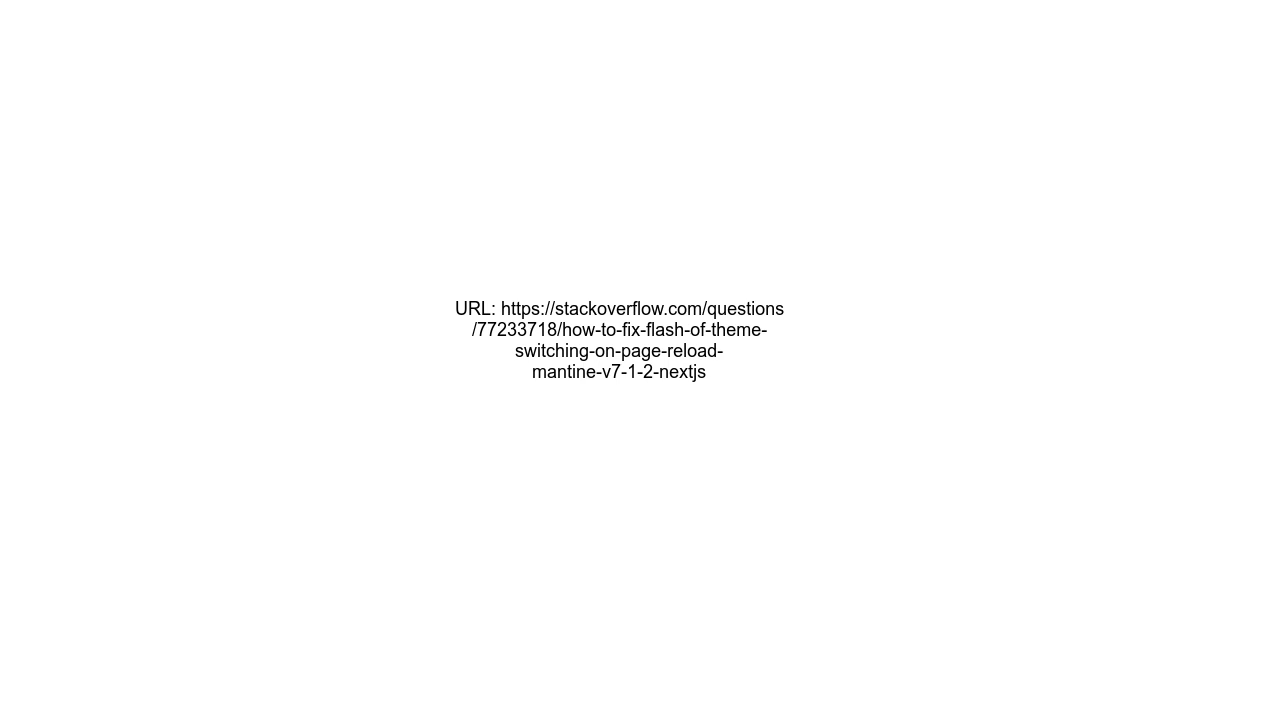 URL: https://stackoverflow.com/questions
/77233718/how-to-fix-flash-of-theme-
switching-on-page-reload-
mantine-v7-1-2-nextjs